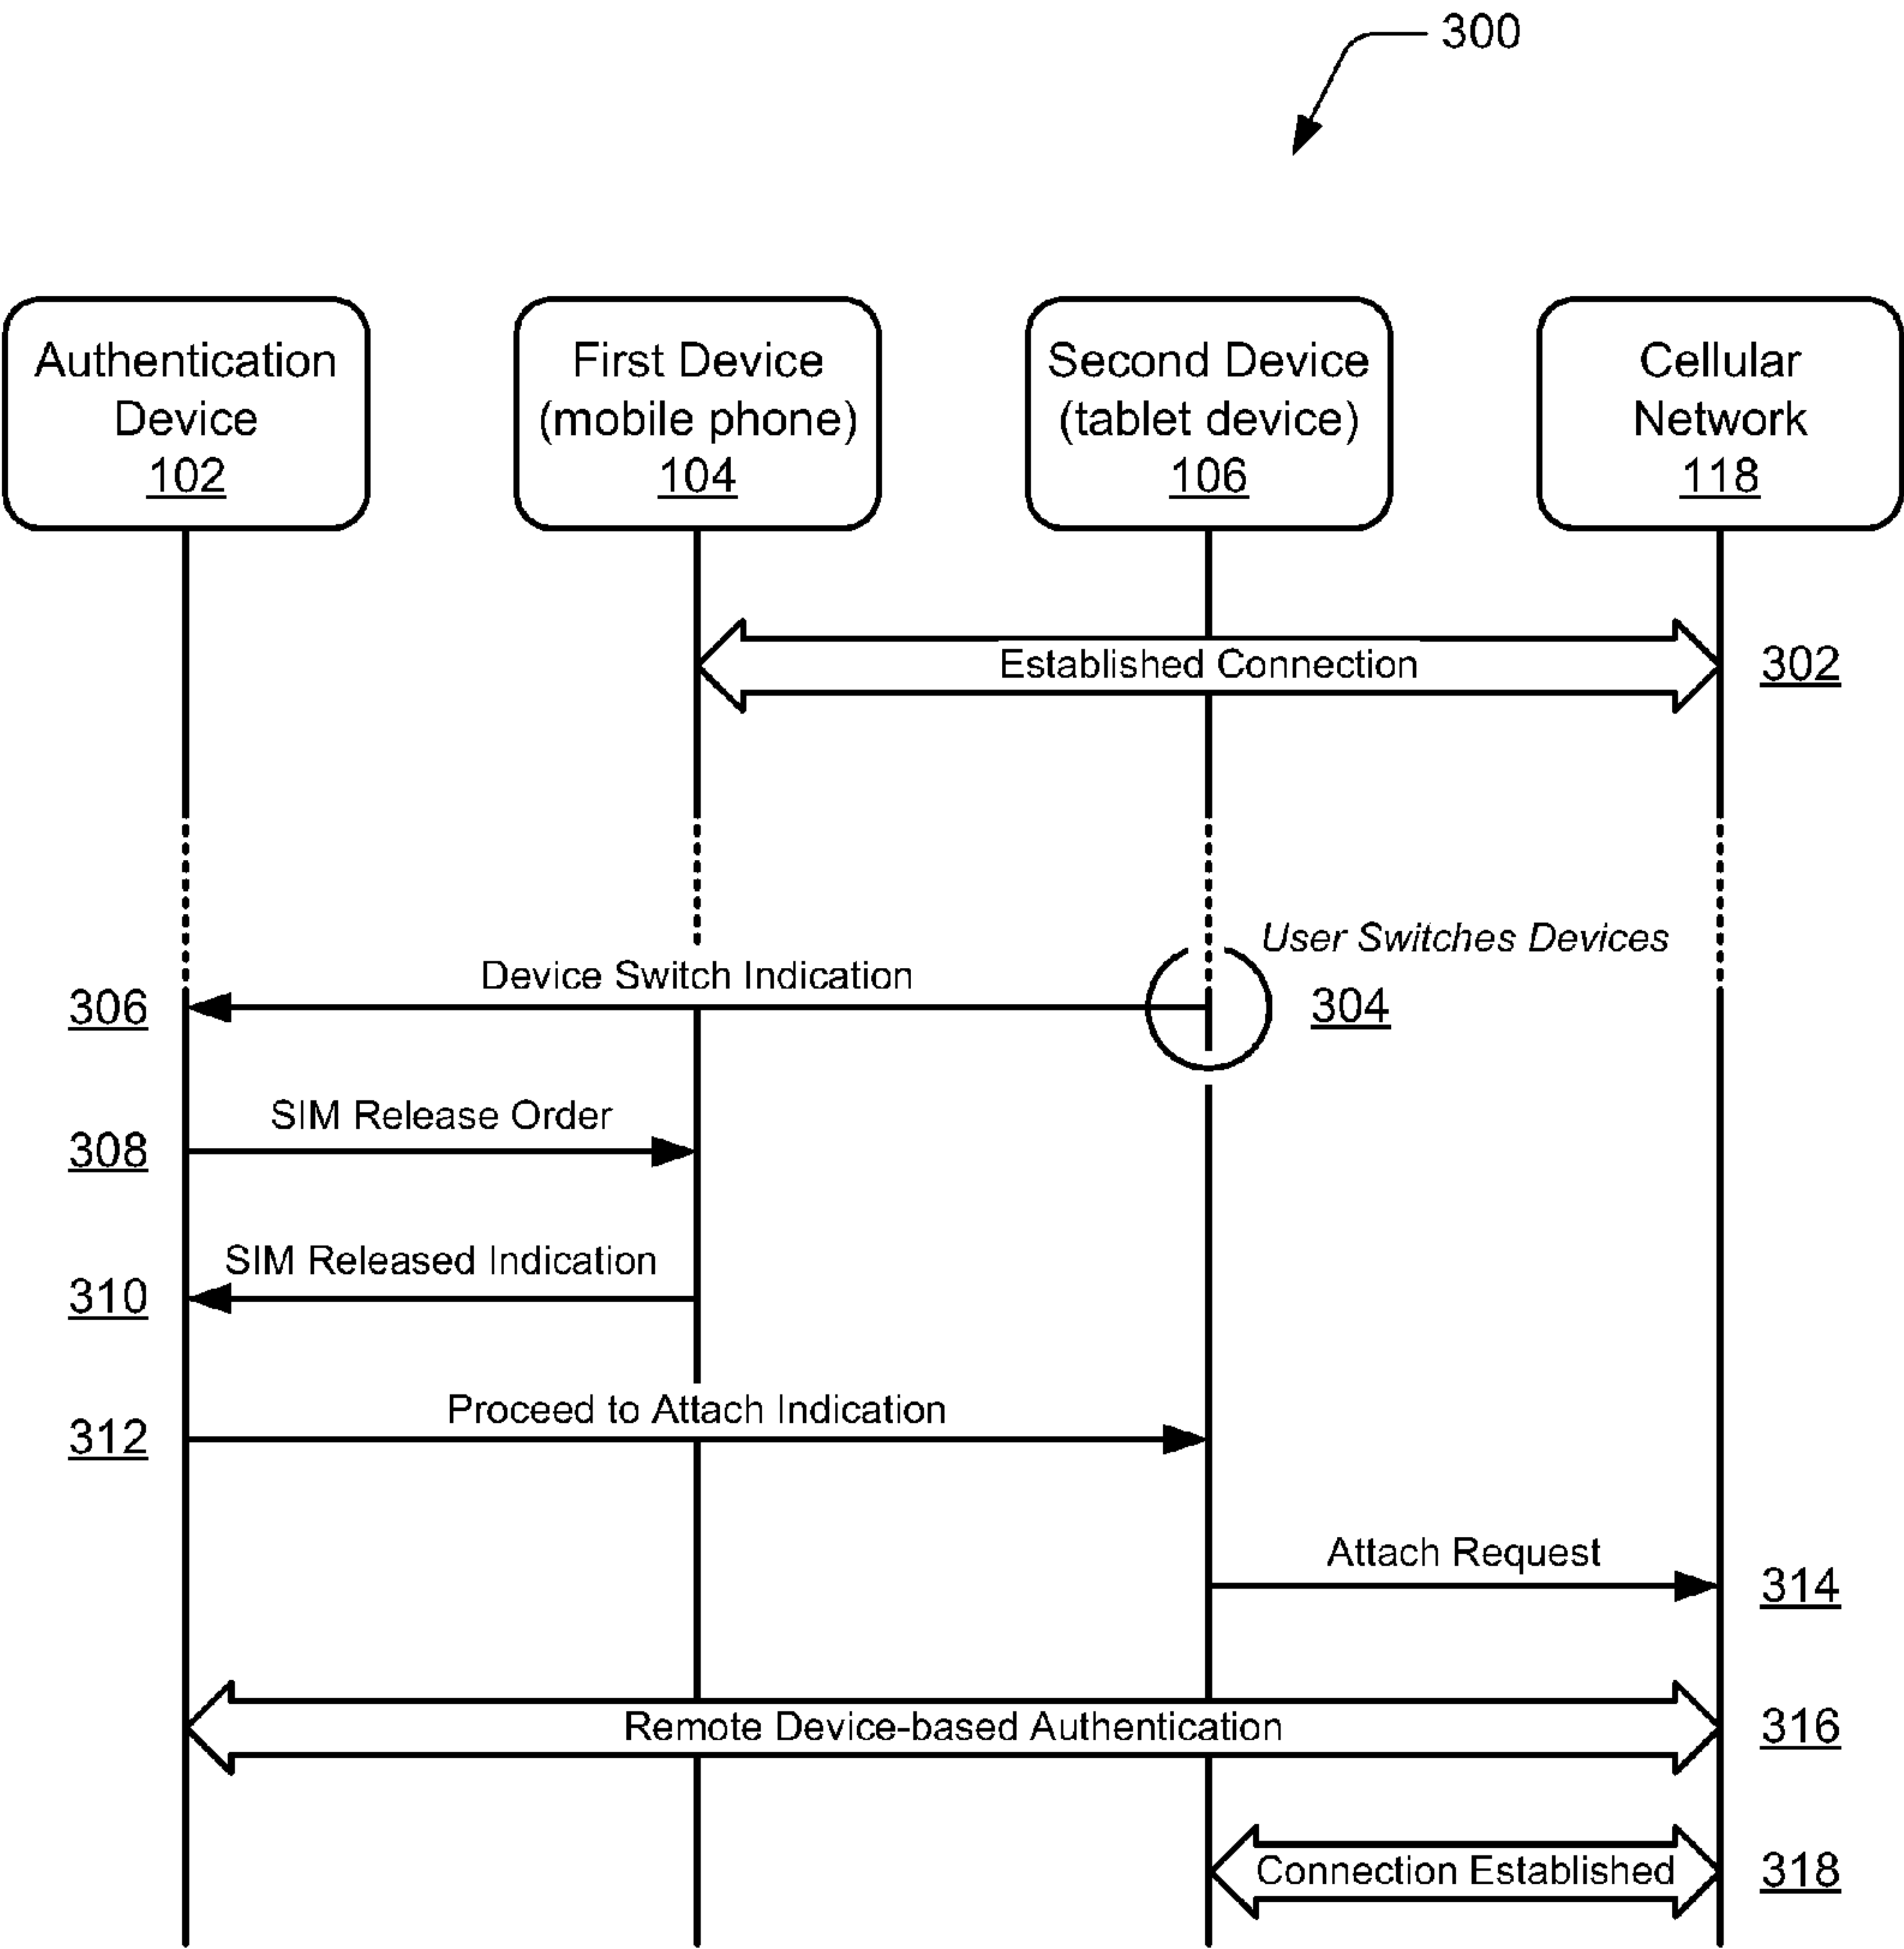 300
Authentication
Device
102
First Device
(mobile phone)
104
Second Device
(tablet device)
106
Cellular
Network
118
Established Connection
302
User Switches Devices
304
Device Switch Indication
306
SIM Release Order
308
SIM Released Indication
310
Proceed to Attach Indication
312
Attach Request
314
Remote Device-based Authentication
316
Connection Established
318